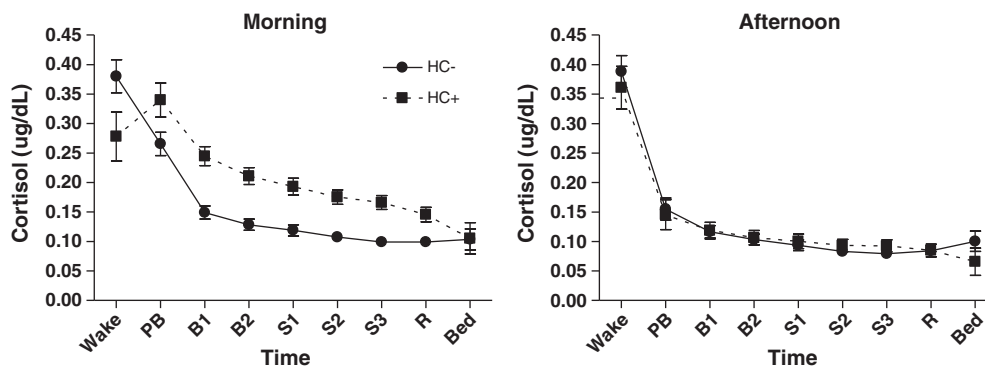 Morning
Cortisol (ug/dL)
0.45
0.40
0.35
0.30
0.25
0.20
0.15
0.10
0.05
0.00
HC-
HC+
Wake
PB
B1
B2
S1
S2
S3
R
Bed
Time
Afternoon
Cortisol (ug/dL)
0.45
0.40
0.35
0.30
0.25
0.20
0.15
0.10
0.05
0.00
Wake
PB
B1
B2
S1
S2
S3
R
Bed
Time